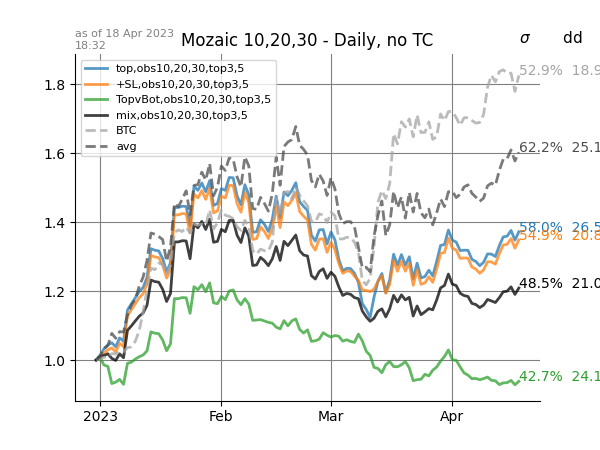 as of 18 Apr 2023
18:32
Mozaic 10,20,30 - Daily, no TC
σ dd
top,obs10,20,30,top3,5
+SL,obs10,20,30,top3,5
TopvBot,obs10,20,30,top3,5
mix,obs10,20,30,top3,5
BTC
avg
52.9% 18.9
62.2% 25.1
58.0% 26.5
54.9% 20.8
48.5% 21.0
42.7% 24.1
1.8
1.6
1.4
1.2
1.0
2023 Feb Mar Apr